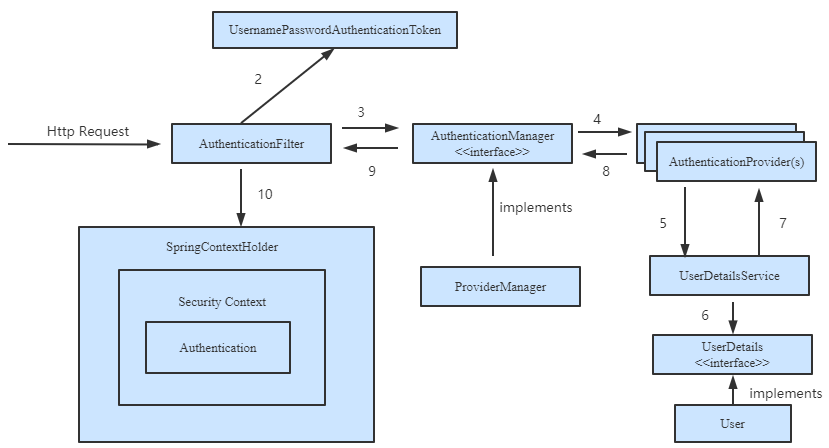 UsernamePasswordAuthenticationToken
2
Http Request
AuthenticationFilter
3
9
AuthenticationManager
<<interface>>
4
8
AuthenticationProvider(s)
10
implements
5
7
SpringContextHolder
Security Context
Authentication
ProviderManager
UserDetailsService
6
UserDetails
<<interface>>
implements
User